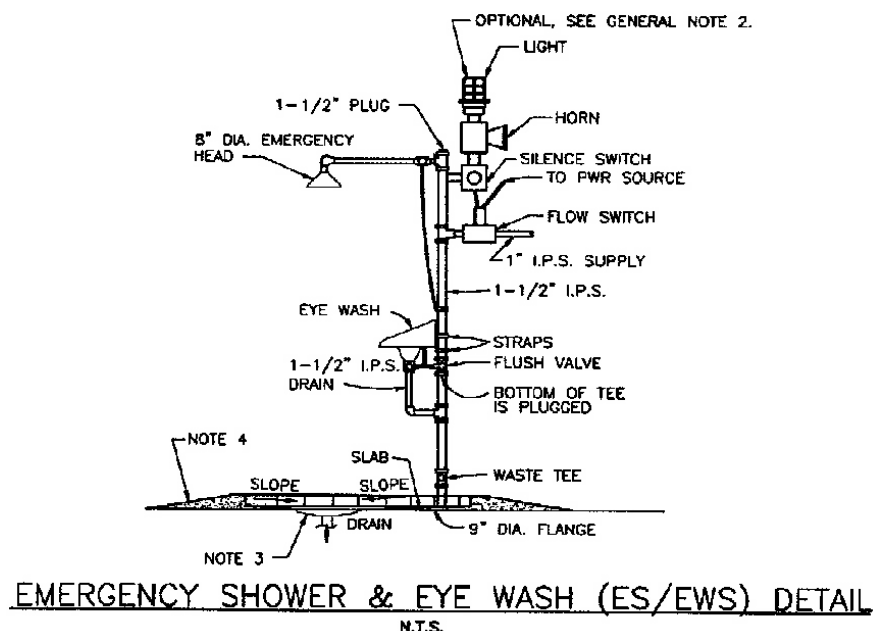 OPTIONAL, SEE GENERAL NOTE 2.
LIGHT
1-1/2" PLUG
HORN
8" DIA. EMERGENCY
HEAD
SILENCE SWITCH
TO PWR SOURCE
FLOW SWITCH
1" I.P.S. SUPPLY
1-1/2" I.P.S.
EYE WASH
STRAPS
1-1/2" I.P.S.
DRAIN
FLUSH VALVE
BOTTOM OF TEE
IS PLUGGED
NOTE 4
SLAB
WASTE TEE
SLOPE
SLOPE
DRAIN
9" DIA. FLANGE
NOTE 3
EMERGENCY SHOWER & EYE WASH (ES/EWS) DETAIL
N.T.S.